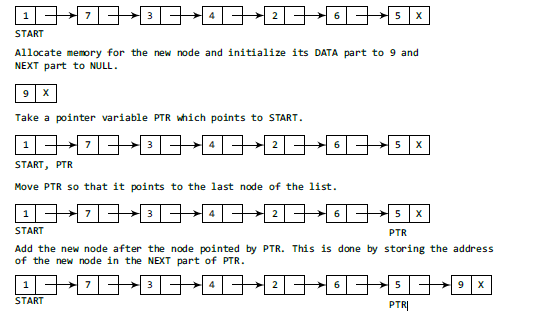 1 7 3 4 2 6 5 X
START
Allocate memory for the new node and initialize its DATA part to 9 and
NEXT part to NULL.
9 X
Take a pointer variable PTR which points to START.
1 7 3 4 2 6 5 X
START, PTR
Move PTR so that it points to the last node of the list.
1 7 3 4 2 6 5 X
START PTR
Add the new node after the node pointed by PTR. This is done by storing the address
of the new node in the NEXT part of PTR.
1 7 3 4 2 6 5 9 X
START PTR